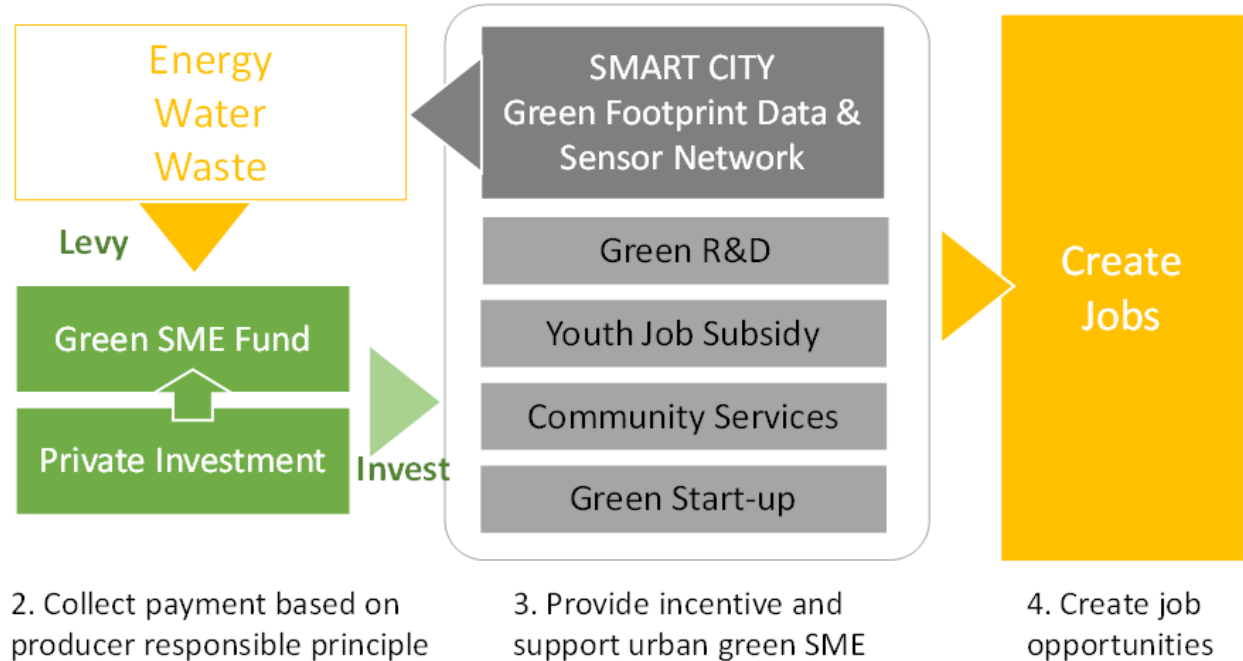 Energy
Water
Waste
Levy
Green SME Fund
Private Investment
Invest
SMART CITY
Green Footprint Data &
Sensor Network
Green R&D
Youth Job Subsidy
Community Services
Green Start-up
Create
Jobs
2. Collect payment based on
producer responsible principle
3. Provide incentive and
support urban green SME
4. Create job
opportunities